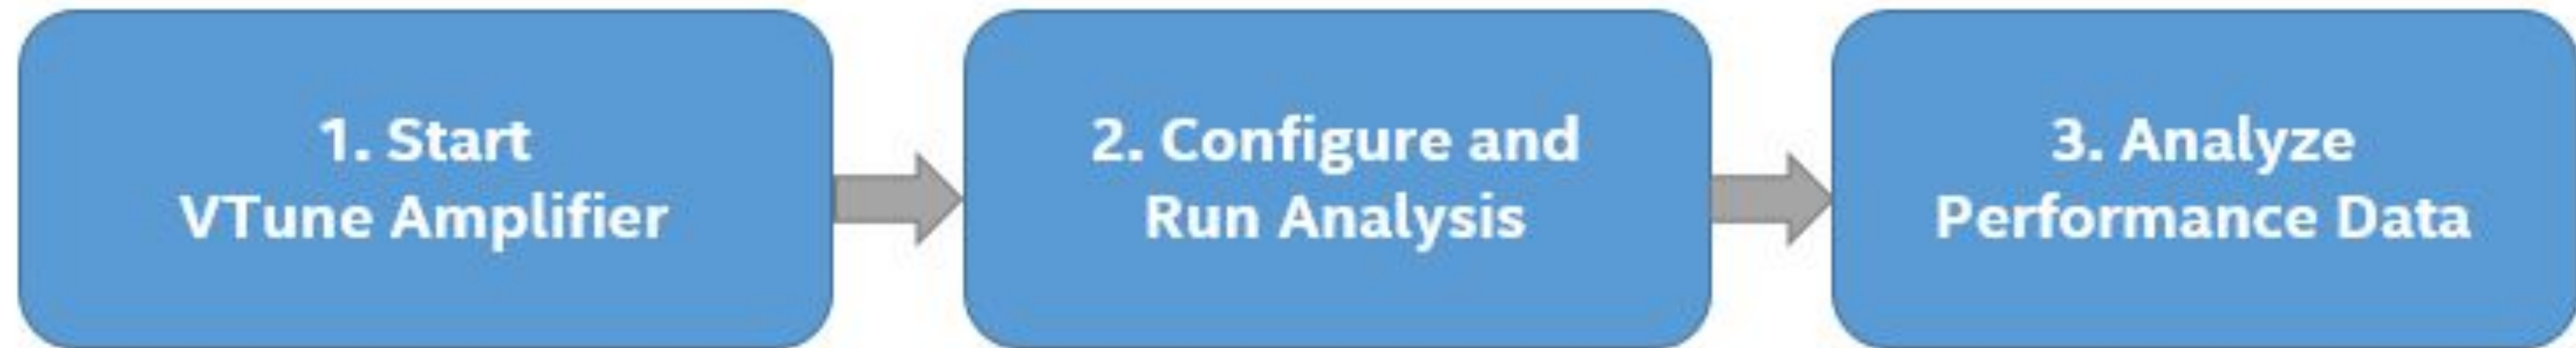 1. Start
VTune Amplifier
2. Configure and
Run Analysis
3. Analyze
Performance Data